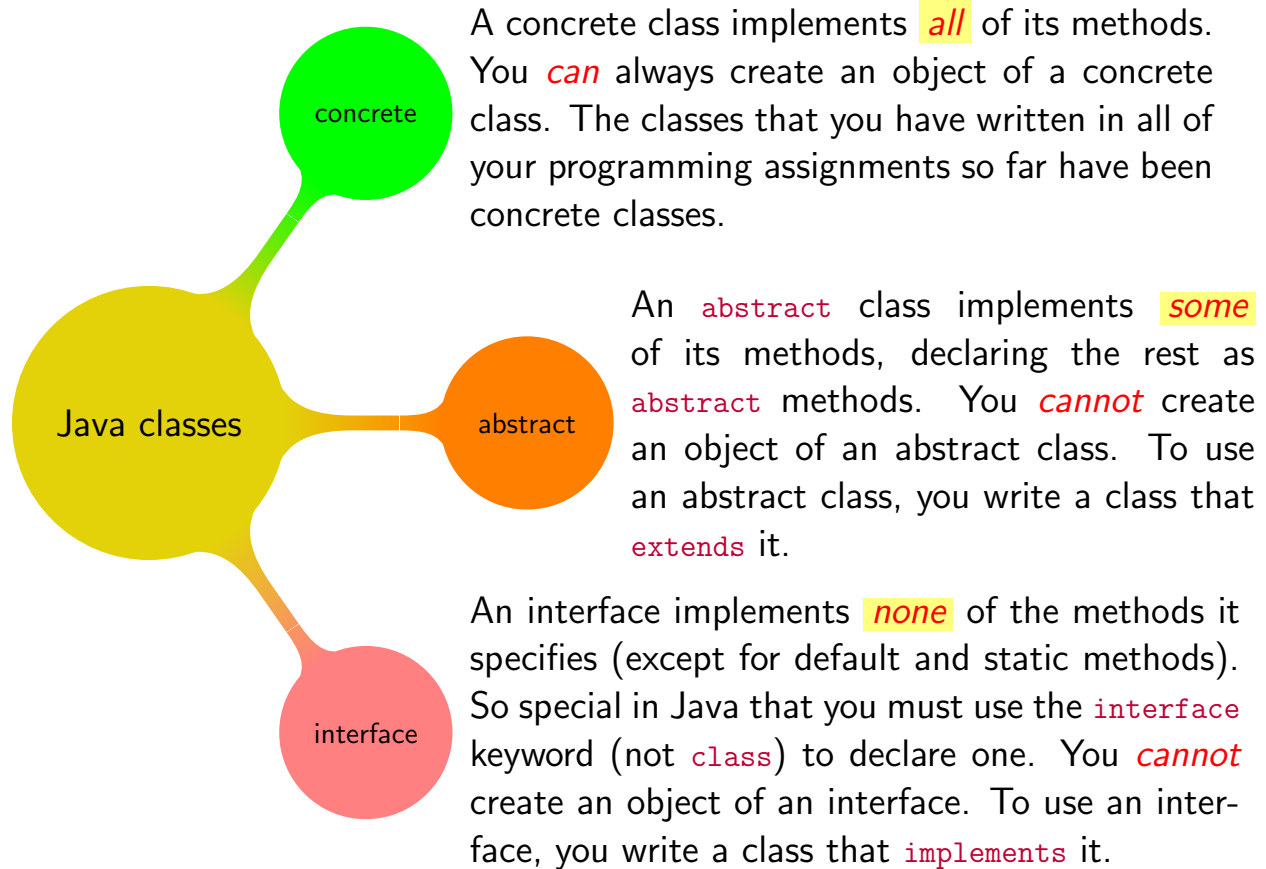 A concrete class implements all of its methods.
You can always create an object of a concrete
class. The classes that you have written in all of
your programming assignments so far have been
concrete classes.
concrete
An abstract class implements some
of its methods, declaring the rest as
abstract methods. You cannot create
an object of an abstract class. To use
an abstract class, you write a class that
extends it.
Java classes
abstract
An interface implements none of the methods it
specifies (except for default and static methods).
So special in Java that you must use the interface
keyword (not class) to declare one. You cannot
create an object of an interface. To use an inter-
face, you write a class that implements it.
interface